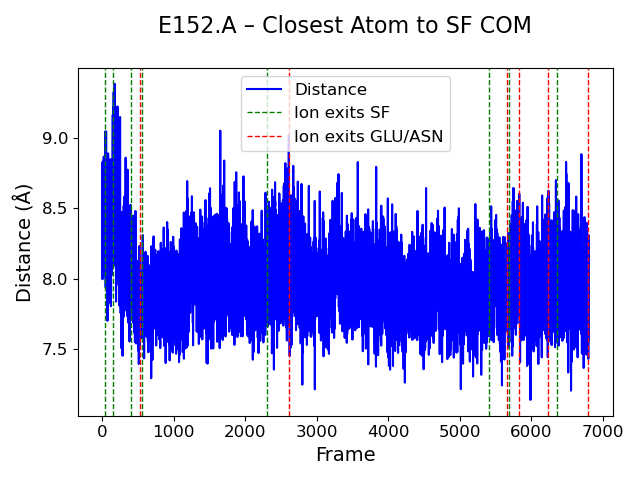 E152.A – Closest Atom to SF COM
Distance
Ion exits SF
Ion exits GLU/ASN
Distance (Å)
9.0
8.5
8.0
7.5
0 1000 2000 3000 4000 5000 6000 7000
Frame